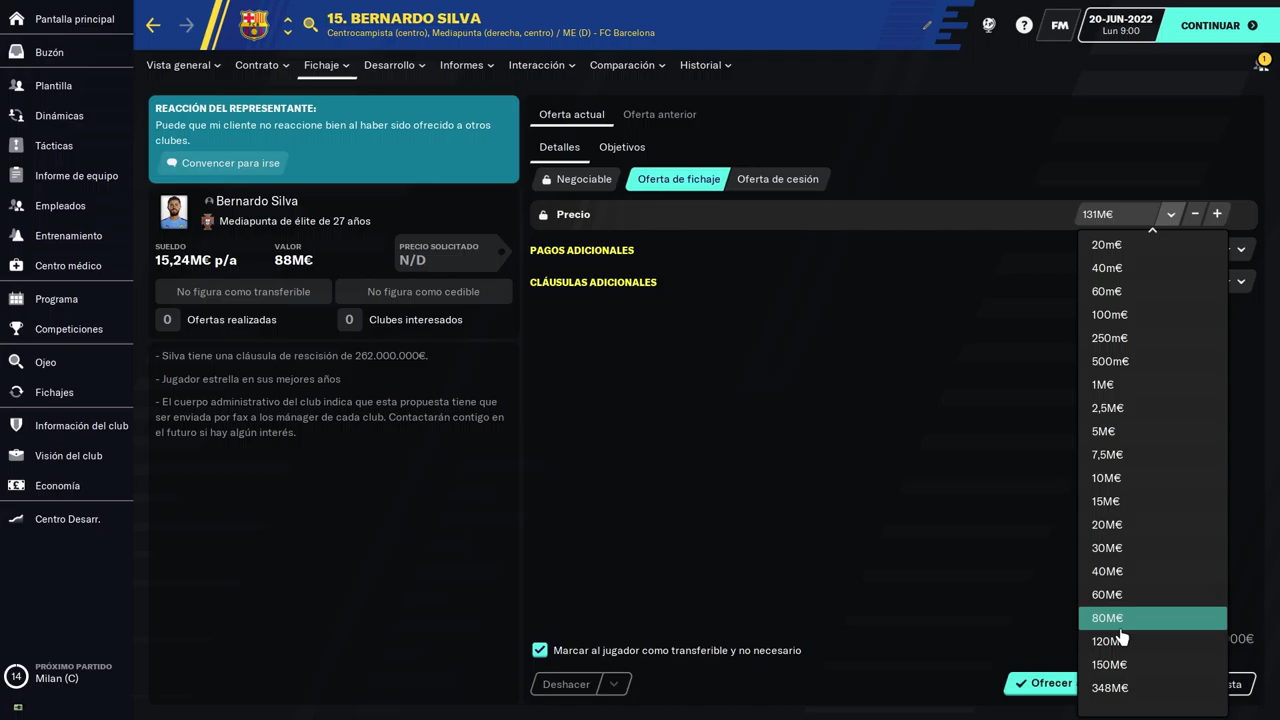 Pantalla principal
Buzón
Plantilla
Dinámicas
Tácticas
Informe de equipo
Empleados
Entrenamiento
Centro médico
Programa
Competiciones
Ojeo
Fichajes
Información del club
Visión del club
Economía
Centro Desarr.
14
PRÓXIMO PARTIDO
Milan (C)
15. BERNARDO SILVA
Centrocampista (centro), Mediapunta (derecha, centro) / ME (D) - FC Barcelona
FM
20-JUN-2022
Lun 9:00
CONTINUAR
Vista general
Contrato
Fichaje
Desarrollo
Informes
Interacción
Comparación
Historial
1
REACCIÓN DEL REPRESENTANTE:
Puede que mi cliente no reaccione bien al haber sido ofrecido a otros
clubes.
Convencer para irse
Bernardo Silva
Mediapunta de élite de 27 años
SUELDO
15,24M€ p/a
VALOR
88M€
PRECIO SOLICITADO
N/D
No figura como transferible
No figura como cedible
0 Ofertas realizadas
0 Clubes interesados
- Silva tiene una cláusula de rescisión de 262.000.000€.
- Jugador estrella en sus mejores años
- El cuerpo administrativo del club indica que esta propuesta tiene que
ser enviada por fax a los mánager de cada club. Contactarán contigo en
el futuro si hay algún interés.
Oferta actual
Oferta anterior
Detalles
Objetivos
Negociable
Oferta de fichaje
Oferta de cesión
Precio
131M€
PAGOS ADICIONALES
CLÁUSULAS ADICIONALES
20m€
40m€
60m€
100m€
250m€
500m€
1M€
2,5M€
5M€
7,5M€
10M€
15M€
20M€
30M€
40M€
60M€
80M€
120M
150M€
348M€
Marcar al jugador como transferible y no necesario
Deshacer
Ofrecer